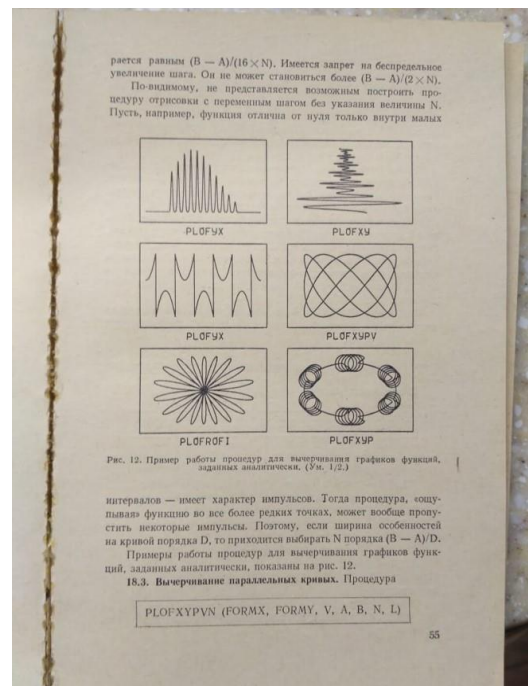 рается равным (B — A)/(16 × N). Имеется запрет на беспредельное
увеличение шага. Он не может становиться более (B — A)/(2 × N).
По-видимому, не представляется возможным построить про-
цедуру отрисовки с переменным шагом без указания величины N.
Пусть, например, функция отлична от нуля только внутри малых
PLOFYX
PLOFXY
PLOFYX
PLOFXYPV
PLOFROFI
PLOFXYP
Рис. 12. Пример работы процедур для вычерчивания графиков функций,
заданных аналитически. (Ум. 1/2.)
интервалов — имеет характер импульсов. Тогда процедура, «ощу-
пывая» функцию во все более редких точках, может вообще пропу-
стить некоторые импульсы. Поэтому, если ширина особенностей
на кривой порядка D, то приходится выбирать N порядка (B — A)/D.
Примеры работы процедур для вычерчивания графиков функ-
ций, заданных аналитически, показаны на рис. 12.
18.3. Вычерчивание параллельных кривых. Процедура
PLOFXYPVN (FORMX, FORMY, V, A, B, N, L)
55